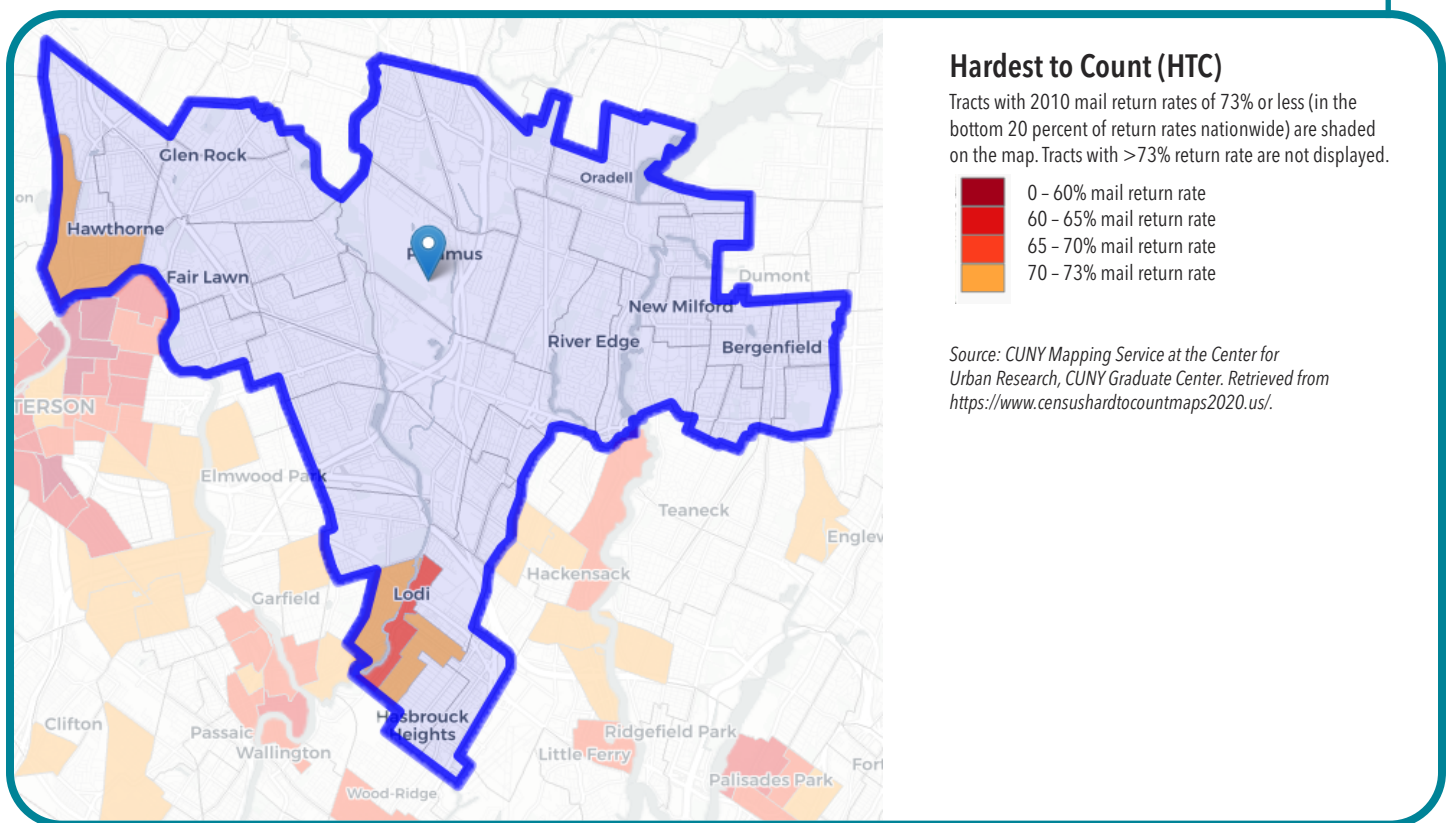 Glen Rock
Oradell
on
Hawthorne
Fair Lawn
Dumont
New Milford
River Edge
Bergenfield
TERSON
Elmwood Park
Teaneck
Englew
Hackensack
Lodi
Garfield
Hasbrouck
Heights
Clifton
Passaic
Wallington
Ridgefield Park
Little Ferry
Fort
Palisades Park
Wood-Ridge
Hardest to Count (HTC)
Tracts with 2010 mail return rates of 73% or less (in the
bottom 20 percent of return rates nationwide) are shaded
on the map. Tracts with >73% return rate are not displayed.
0 – 60% mail return rate
60 – 65% mail return rate
65 – 70% mail return rate
70 – 73% mail return rate
Source: CUNY Mapping Service at the Center for
Urban Research, CUNY Graduate Center. Retrieved from
https://www.censushardtocountmaps2020.us/.